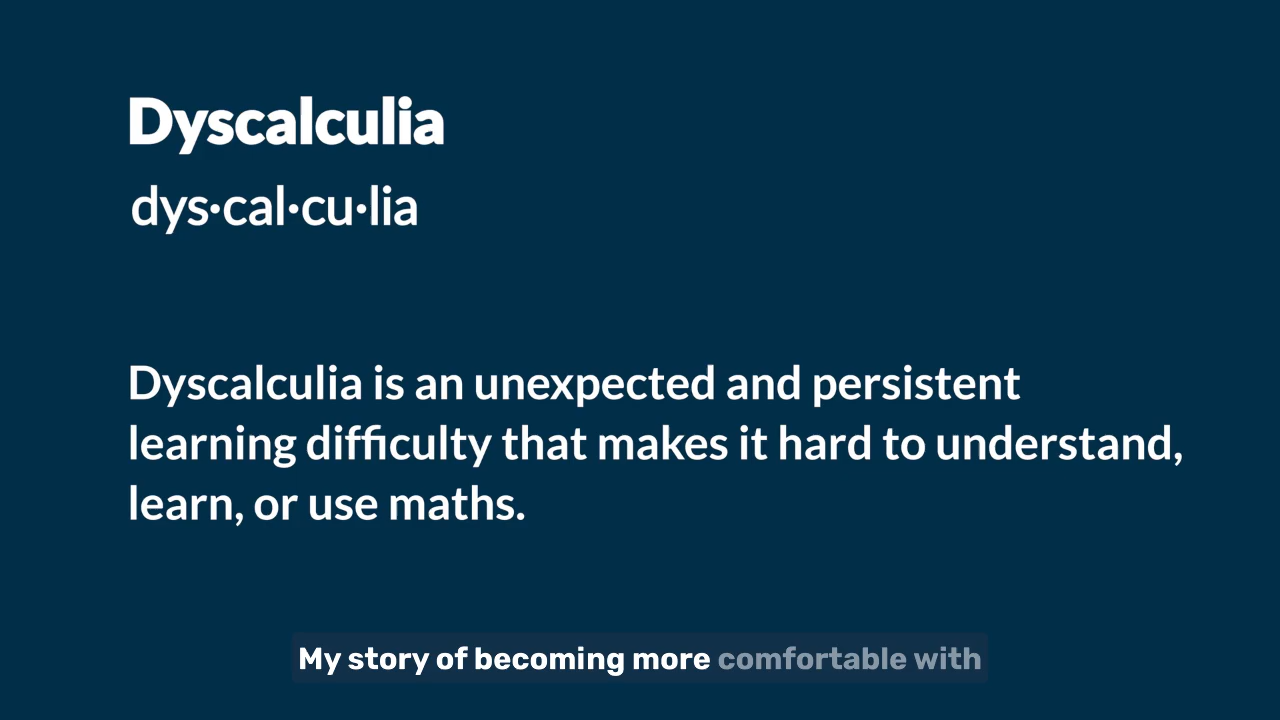 Dyscalculia
dys·cal·cu·lia
Dyscalculia is an unexpected and persistent
learning difficulty that makes it hard to understand,
learn, or use maths.
My story of becoming more comfortable with